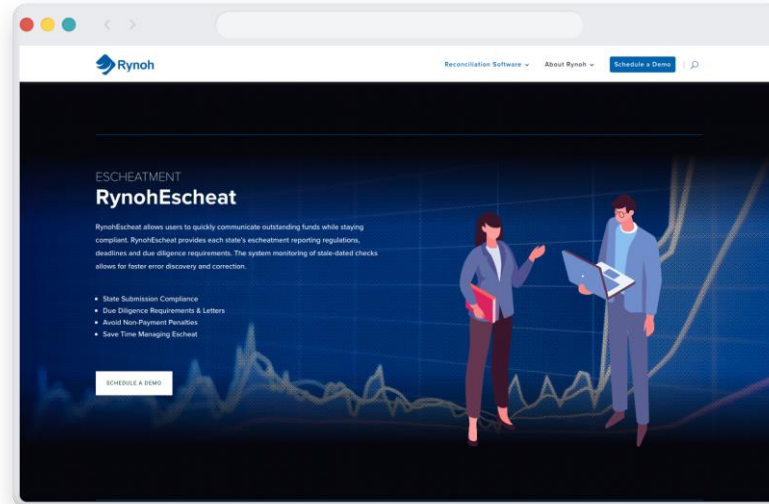 Rynoh
Reconciliation Software
About Rynoh
Schedule a Demo
ESCHEATMENT
RynohEscheat
RynohEscheat allows users to quickly communicate outstanding funds while staying
compliant. RynohEscheat provides each state's escheatment reporting regulations,
deadlines and due diligence requirements. The system monitoring of stale-dated checks
allows for faster error discovery and correction.
• State Submission Compliance
• Due Diligence Requirements & Letters
• Avoid Non-Payment Penalties
• Save Time Managing Escheat
SCHEDULE A DEMO